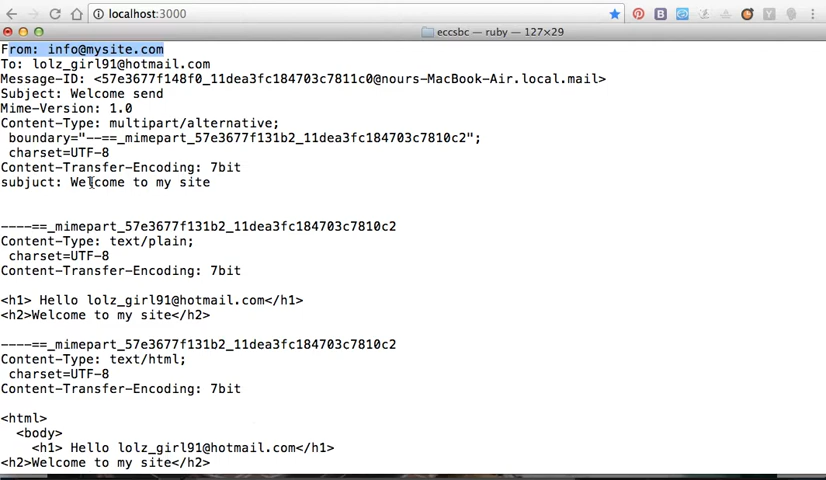 localhost:3000
eccsbc — ruby — 127×29
From: info@mysite.com
To: lolz_girl91@hotmail.com
Message-ID: <57e3677f148f0_11dea3fc184703c7811c0@nours-MacBook-Air.local.mail>
Subject: Welcome send
Mime-Version: 1.0
Content-Type: multipart/alternative;
boundary="--==_mimepart_57e3677f131b2_11dea3fc184703c7810c2";
charset=UTF-8
Content-Transfer-Encoding: 7bit
subjuct: Welcome to my site
----==_mimepart_57e3677f131b2_11dea3fc184703c7810c2
Content-Type: text/plain;
charset=UTF-8
Content-Transfer-Encoding: 7bit
<h1> Hello lolz_girl91@hotmail.com</h1>
<h2>Welcome to my site</h2>
----==_mimepart_57e3677f131b2_11dea3fc184703c7810c2
Content-Type: text/html;
charset=UTF-8
Content-Transfer-Encoding: 7bit
<html>
<body>
<h1> Hello lolz_girl91@hotmail.com</h1>
<h2>Welcome to my site</h2>